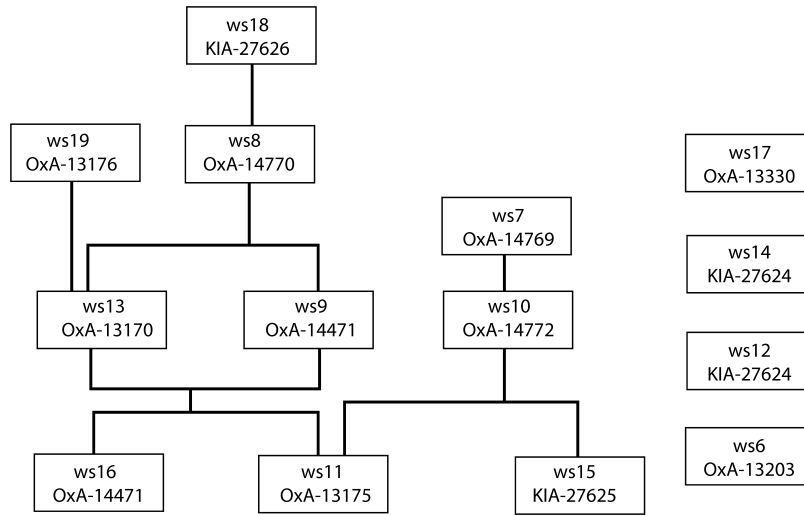 ws18
KIA-27626
ws19
OxA-13176
ws8
OxA-14770
ws17
OxA-13330
ws7
OxA-14769
ws14
KIA-27624
ws13
OxA-13170
ws9
OxA-14471
ws10
OxA-14772
ws12
KIA-27624
ws16
OxA-14471
ws11
OxA-13175
ws15
KIA-27625
ws6
OxA-13203